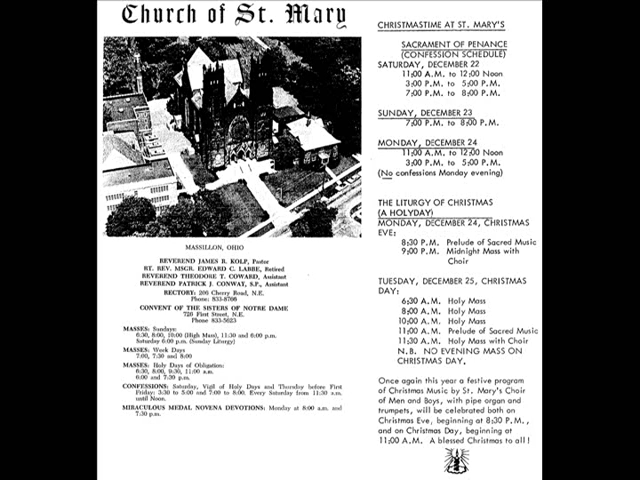 Church of St. Mary
MASSILLON, OHIO
REVEREND JAMES R. KOLP, Pastor
RT. REV. MSGR. EDWARD C. LABBE, Retired
REVEREND THEODORE T. COWARD, Assistant
REVEREND PATRICK J. CONWAY, S.P., Assistant
RECTORY: 206 Cherry Road, N.E.
Phone: 833-8706
CONVENT OF THE SISTERS OF NOTRE DAME
726 First Street, N.E.
Phone 833-5623
MASSES: Sundays:
6:30, 8:00, 10:00 (High Mass), 11:30 and 6:00 p.m.
Saturday 6:00 p.m. (Sunday Liturgy)
MASSES: Week Days
7:00, 7:30 and 8:00
MASSES: Holy Days of Obligation:
6:30, 8:00, 9:30, 11:00 a.m.
6:00 and 7:30 p.m.
CONFESSIONS: Saturday, Vigil of Holy Days and Thursday before First
Friday: 3:30 to 5:00 and 7:00 to 8:00. Every Saturday from 11:30 a.m.
until Noon.
MIRACULOUS MEDAL NOVENA DEVOTIONS: Monday at 8:00 a.m. and
7:30 p.m.
CHRISTMASTIME AT ST. MARY'S
SACRAMENT OF PENANCE
(CONFESSION SCHEDULE)
SATURDAY, DECEMBER 22
11:00 A.M. to 12:00 Noon
3:00 P.M. to 5:00 P.M.
7:00 P.M. to 8:00 P.M.
SUNDAY, DECEMBER 23
7:00 P.M. to 8:00 P.M.
MONDAY, DECEMBER 24
11:00 A.M. to 12:00 Noon
3:00 P.M. to 5:00 P.M.
(No confessions Monday evening)
THE LITURGY OF CHRISTMAS
(A HOLYDAY)
MONDAY, DECEMBER 24, CHRISTMAS
EVE:
8:30 P.M. Prelude of Sacred Music
9:00 P.M. Midnight Mass with
Choir
TUESDAY, DECEMBER 25, CHRISTMAS
DAY:
6:30 A.M. Holy Mass
8:00 A.M. Holy Mass
10:00 A.M. Holy Mass
11:00 A.M. Prelude of Sacred Music
11:30 A.M. Holy Mass with Choir
N.B. NO EVENING MASS ON
CHRISTMAS DAY.
Once again this year a festive program
of Christmas Music by St. Mary's Choir
of Men and Boys, with pipe organ and
trumpets, will be celebrated both on
Christmas Eve, beginning at 8:30 P.M.,
and on Christmas Day, beginning at
11:00 A.M. A blessed Christmas to all!